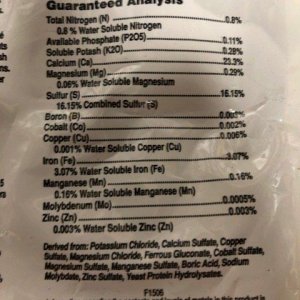 Guaranteed Analysis
Total Nitrogen (N) 0.8%
0.8 % Water Soluble Nitrogen
Available Phosphate (P2O5) 0.11%
Soluble Potash (K2O) 0.28%
Calcium (Ca) 23.3%
Magnesium (Mg) 0.29%
0.06% Water Soluble Magnesium
Sulfur (S) 16.15%
16.15% Combined Sulfur (S)
Boron (B)
Cobalt (Co) 0.002%
Copper (Cu) 0.006%
0.001% Water Soluble Copper (Cu)
Iron (Fe) 3.07%
3.07% Water Soluble Iron (Fe)
Manganese (Mn) 0.16%
0.16% Water Soluble Manganese (Mn)
Molybdenum (Mo) 0.0005%
Zinc (Zn) 0.003%
0.003% Water Soluble Zinc (Zn)
Derived from: Potassium Chloride, Calcium Sulfate, Copper
Sulfate, Magnesium Chloride, Ferrous Gluconate, Cobalt Sulfate,
Magnesium Sulfate, Manganese Sulfate, Boric Acid, Sodium
Molybdate, Zinc Sulfate, Yeast Protein Hydrolysates.
F1506